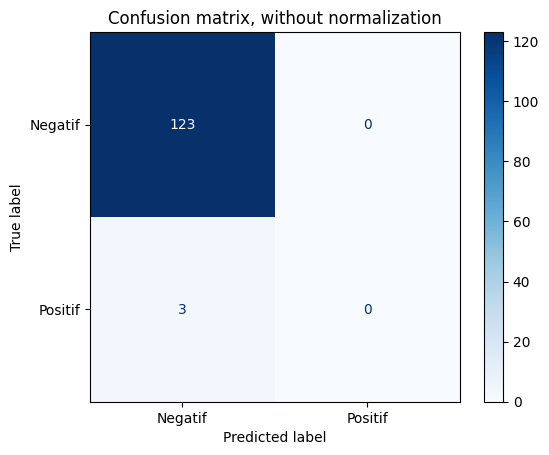 Confusion matrix, without normalization
True label
Negatif
123
0
Positif
3
0
Negatif
Positif
Predicted label
120
100
80
60
40
20
0